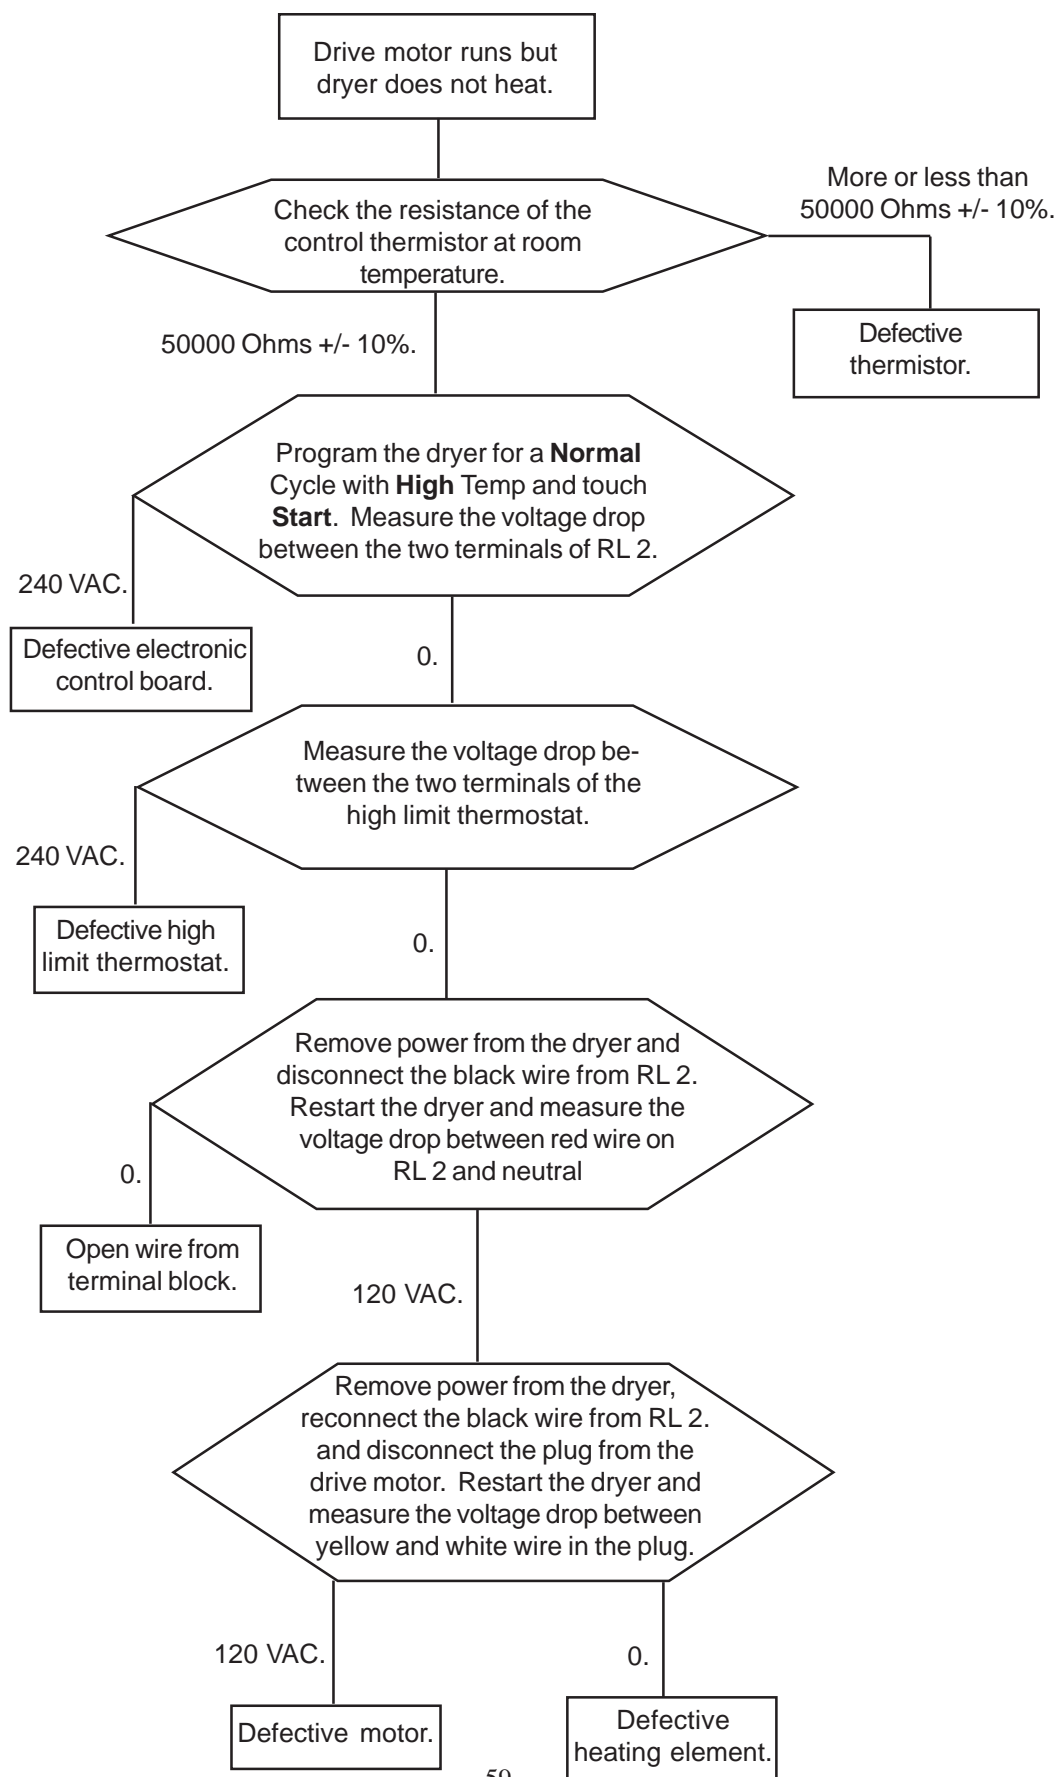 Drive motor runs but
dryer does not heat.
More or less than
50000 Ohms +/- 10%.
Check the resistance of the
control thermistor at room
temperature.
Defective
thermistor.
50000 Ohms +/- 10%.
Program the dryer for a Normal
Cycle with High Temp and touch
Start. Measure the voltage drop
between the two terminals of RL 2.
240 VAC.
Defective electronic
control board.
0.
Measure the voltage drop be-
tween the two terminals of the
high limit thermostat.
240 VAC.
Defective high
limit thermostat.
0.
Remove power from the dryer and
disconnect the black wire from RL 2.
Restart the dryer and measure the
voltage drop between red wire on
RL 2 and neutral
0.
Open wire from
terminal block.
120 VAC.
Remove power from the dryer,
reconnect the black wire from RL 2.
and disconnect the plug from the
drive motor. Restart the dryer and
measure the voltage drop between
yellow and white wire in the plug.
120 VAC.
0.
Defective motor.
Defective
heating element.
59